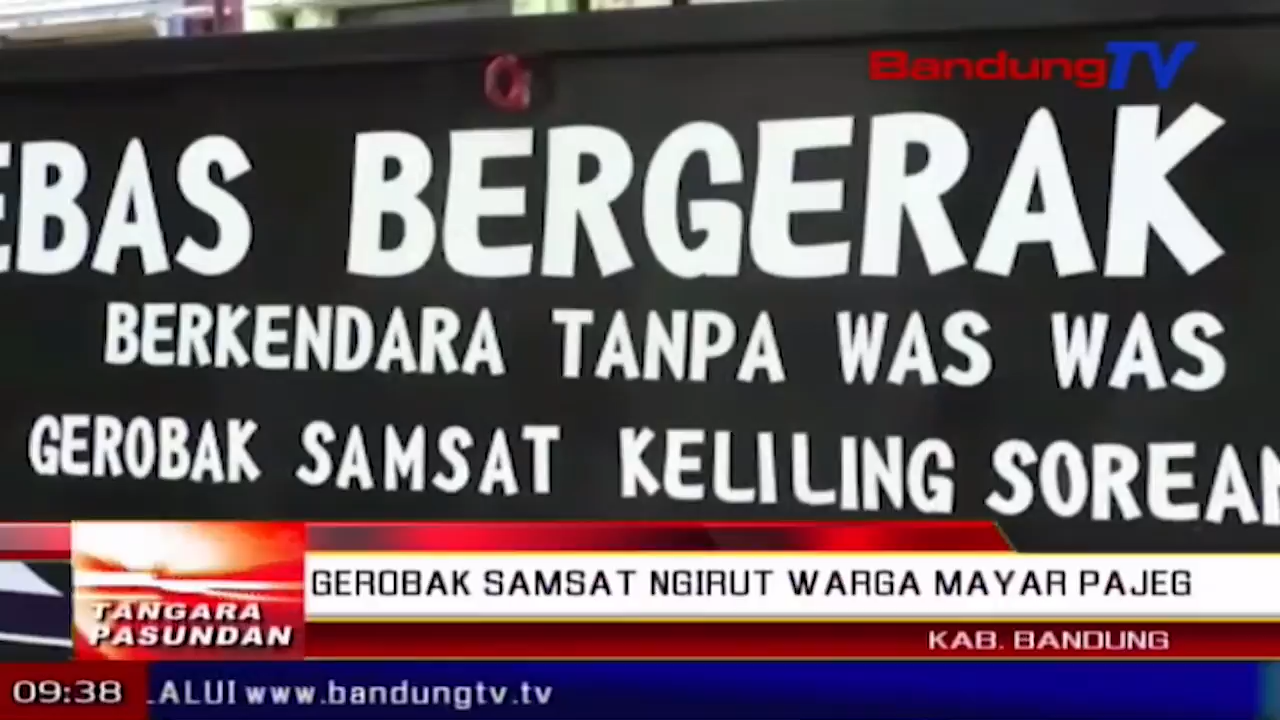 BandungTV
EBAS BERGERAK
BERKENDARA TANPA WAS WAS
GEROBAK SAMSAT KELILING SOREAN
GEROBAK SAMSAT NGIRUT WARGA MAYAR PAJEG
TANGARA
PASUNDAN
KAB. BANDUNG
09:38 LALUI www.bandungtv.tv